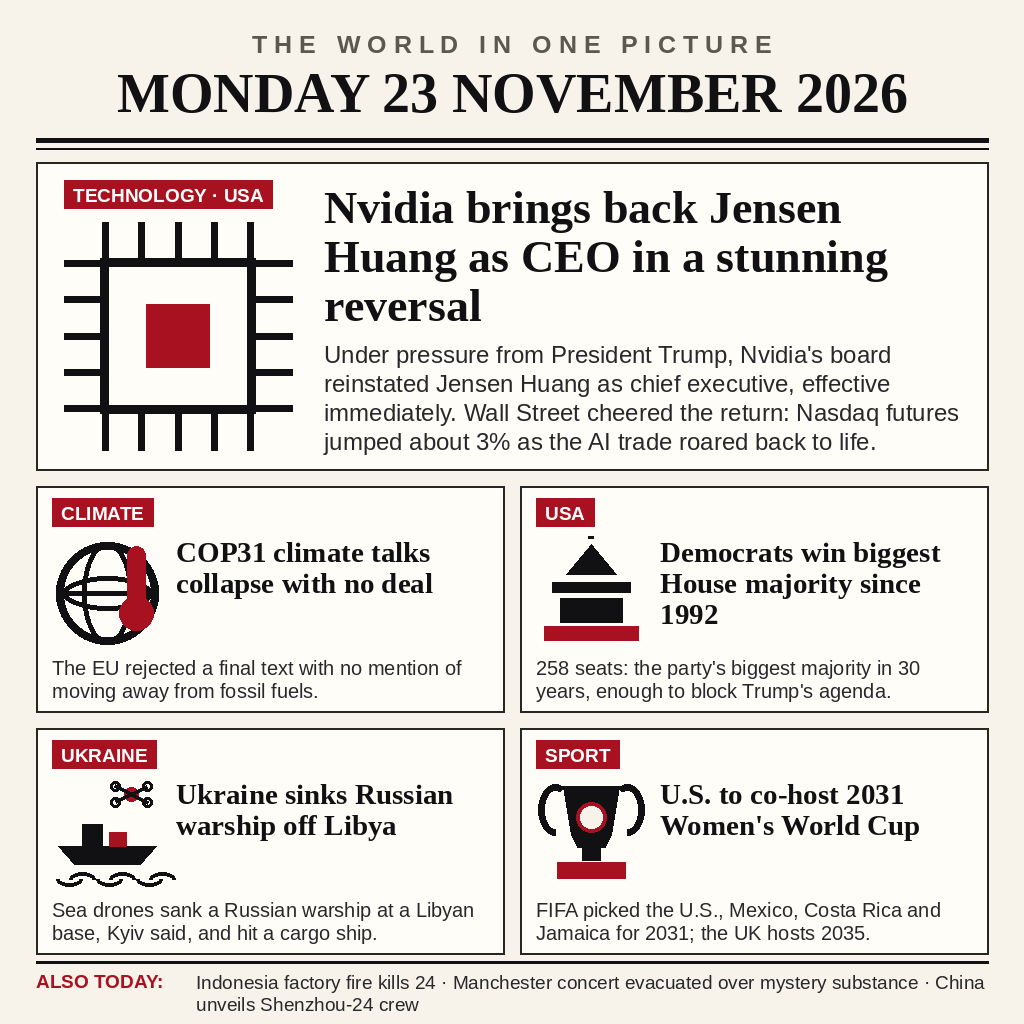 THE WORLD IN ONE PICTURE
MONDAY 23 NOVEMBER 2026
TECHNOLOGY · USA
Nvidia brings back Jensen
Huang as CEO in a stunning
reversal
Under pressure from President Trump, Nvidia's board
reinstated Jensen Huang as chief executive, effective
immediately. Wall Street cheered the return: Nasdaq futures
jumped about 3% as the AI trade roared back to life.
CLIMATE
COP31 climate talks
collapse with no deal
The EU rejected a final text with no mention of
moving away from fossil fuels.
USA
Democrats win biggest
House majority since
1992
258 seats: the party's biggest majority in 30
years, enough to block Trump's agenda.
UKRAINE
Ukraine sinks Russian
warship off Libya
Sea drones sank a Russian warship at a Libyan
base, Kyiv said, and hit a cargo ship.
SPORT
U.S. to co-host 2031
Women's World Cup
FIFA picked the U.S., Mexico, Costa Rica and
Jamaica for 2031; the UK hosts 2035.
ALSO TODAY:
Indonesia factory fire kills 24 · Manchester concert evacuated over mystery substance · China
unveils Shenzhou-24 crew